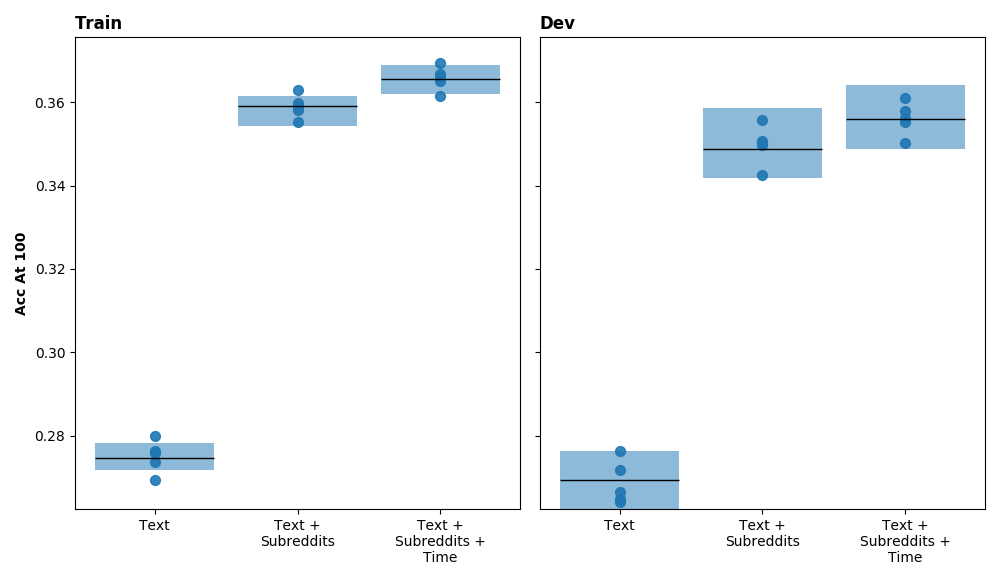 Train
Dev
Acc At 100
0.36
0.34
0.32
0.30
0.28
Text
Text +
Subreddits
Text +
Subreddits +
Time
Text
Text +
Subreddits
Text +
Subreddits +
Time